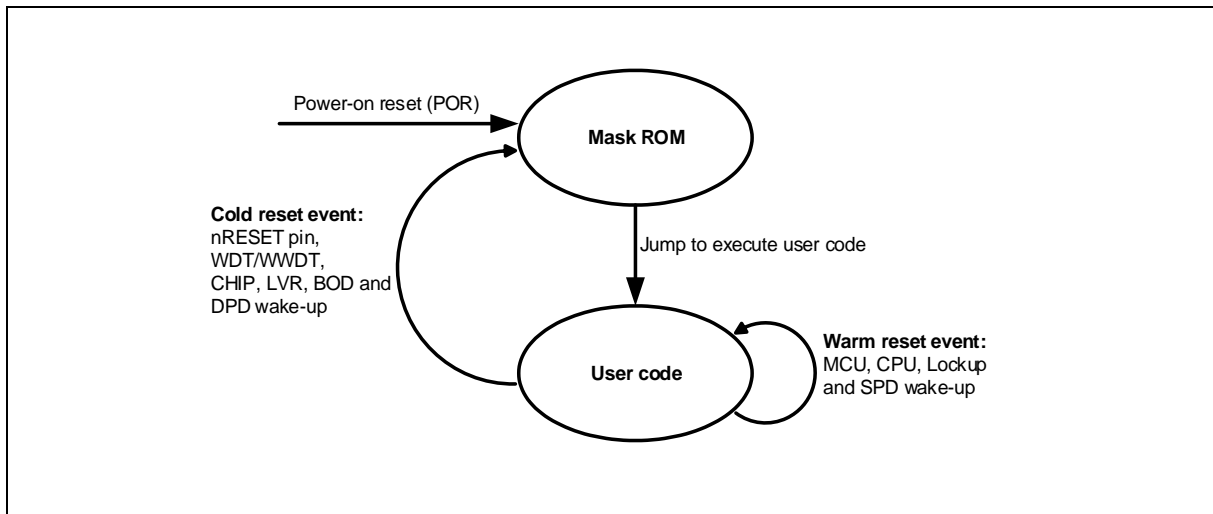 Power-on reset (POR)
Mask ROM
Cold reset event:
nRESET pin,
WDT/WWDT,
CHIP, LVR, BOD and
DPD wake-up
Jump to execute user code
User code
Warm reset event:
MCU, CPU, Lockup
and SPD wake-up